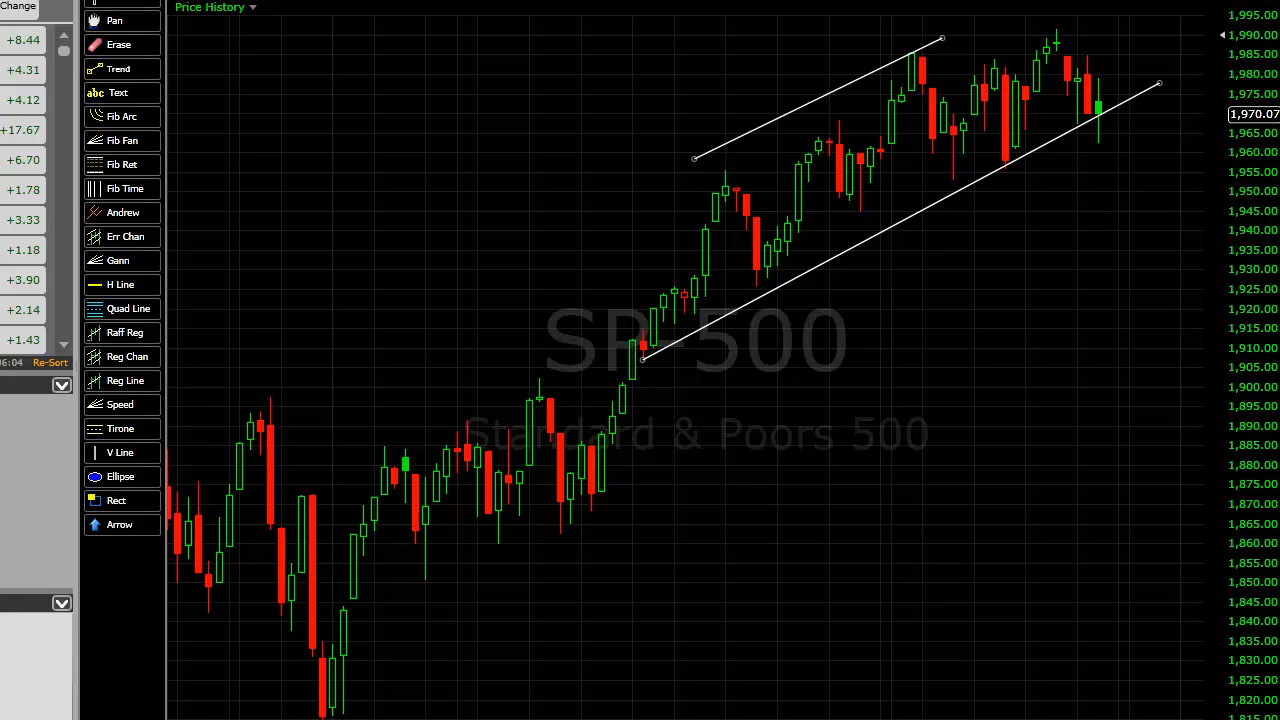 Change
+8.44
+4.31
+4.12
+17.67
+6.70
+1.78
+3.33
+1.18
+3.90
+2.14
+1.43
06:04 Re-Sort
Pan
Erase
Trend
abc Text
Fib Arc
Fib Fan
Fib Ret
Fib Time
Andrew
Err Chan
Gann
H Line
Quad Line
Raff Reg
Reg Chan
Reg Line
Speed
Tirone
V Line
Ellipse
Rect
Arrow
Price History
SP-500
Standard & Poors 500
1,995.00
1,990.00
1,985.00
1,980.00
1,975.00
1,970.07
1,965.00
1,960.00
1,955.00
1,950.00
1,945.00
1,940.00
1,935.00
1,930.00
1,925.00
1,920.00
1,915.00
1,910.00
1,905.00
1,900.00
1,895.00
1,890.00
1,885.00
1,880.00
1,875.00
1,870.00
1,865.00
1,860.00
1,855.00
1,850.00
1,845.00
1,840.00
1,835.00
1,830.00
1,825.00
1,820.00
1,815.00